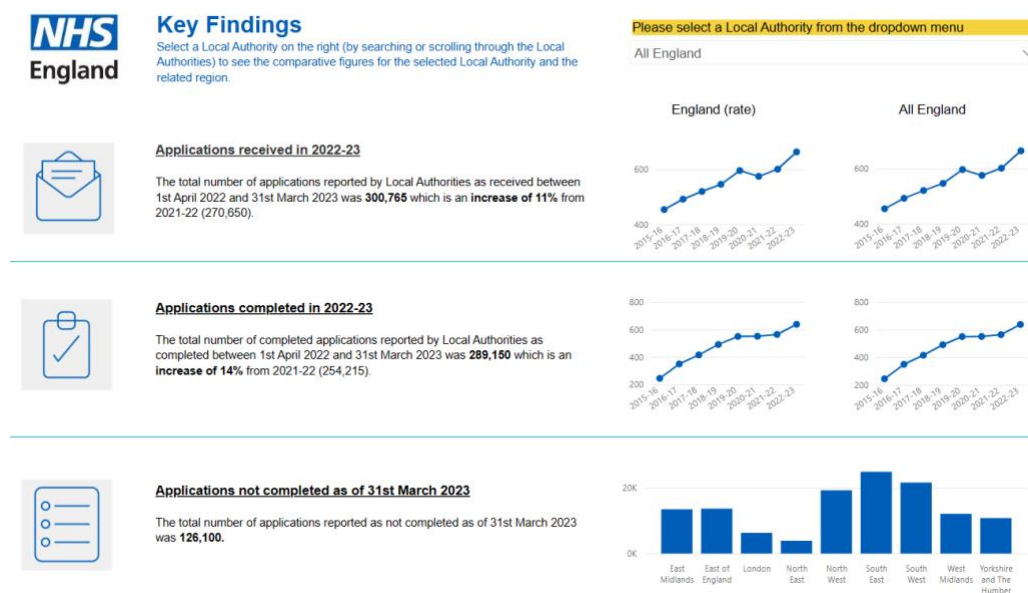 NHS
England
Key Findings
Select a Local Authority on the right (by searching or scrolling through the Local
Authorities) to see the comparative figures for the selected Local Authority and the
related region.
Please select a Local Authority from the dropdown menu
All England
England (rate)
All England
Applications received in 2022-23
The total number of applications reported by Local Authorities as received between
1st April 2022 and 31st March 2023 was 300,765 which is an increase of 11% from
2021-22 (270,650).
600
400
2015-16 2016-17 2017-18 2018-19 2019-20 2020-21 2021-22 2022-23
600
400
2015-16 2016-17 2017-18 2018-19 2019-20 2020-21 2021-22 2022-23
Applications completed in 2022-23
The total number of completed applications reported by Local Authorities as
completed between 1st April 2022 and 31st March 2023 was 289,150 which is an
increase of 14% from 2021-22 (254,215).
800
600
400
200
2015-16 2016-17 2017-18 2018-19 2019-20 2020-21 2021-22 2022-23
800
600
400
200
2015-16 2016-17 2017-18 2018-19 2019-20 2020-21 2021-22 2022-23
Applications not completed as of 31st March 2023
The total number of applications reported as not completed as of 31st March 2023
was 126,100.
20K
0K
East Midlands
East of England
London
North East
North West
South East
South West
West Midlands
Yorkshire and The Humber